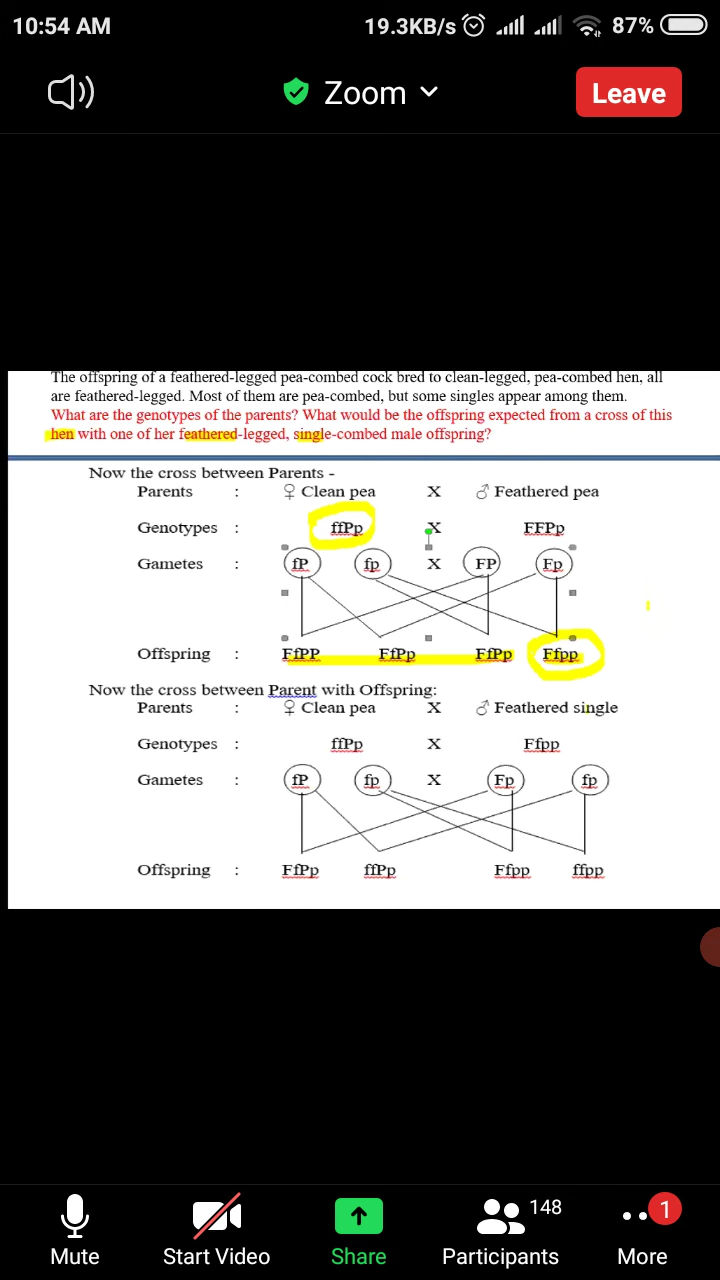 10:54 AM 19.3KB/s 87%
Zoom Leave
The offspring of a feathered-legged pea-combed cock bred to clean-legged, pea-combed hen, all
are feathered-legged. Most of them are pea-combed, but some singles appear among them.
What are the genotypes of the parents? What would be the offspring expected from a cross of this
hen with one of her feathered-legged, single-combed male offspring?
Now the cross between Parents -
Parents : ♀ Clean pea X ♂ Feathered pea
Genotypes : ffPp X FFPp
Gametes : fP fp X FP Fp
Offspring : FfPP FfPp FfPp Ffpp
Now the cross between Parent with Offspring:
Parents : ♀ Clean pea X ♂ Feathered single
Genotypes : ffPp X Ffpp
Gametes : fP fp X Fp fp
Offspring : FfPp ffPp Ffpp ffpp
148 1
Mute Start Video Share Participants More